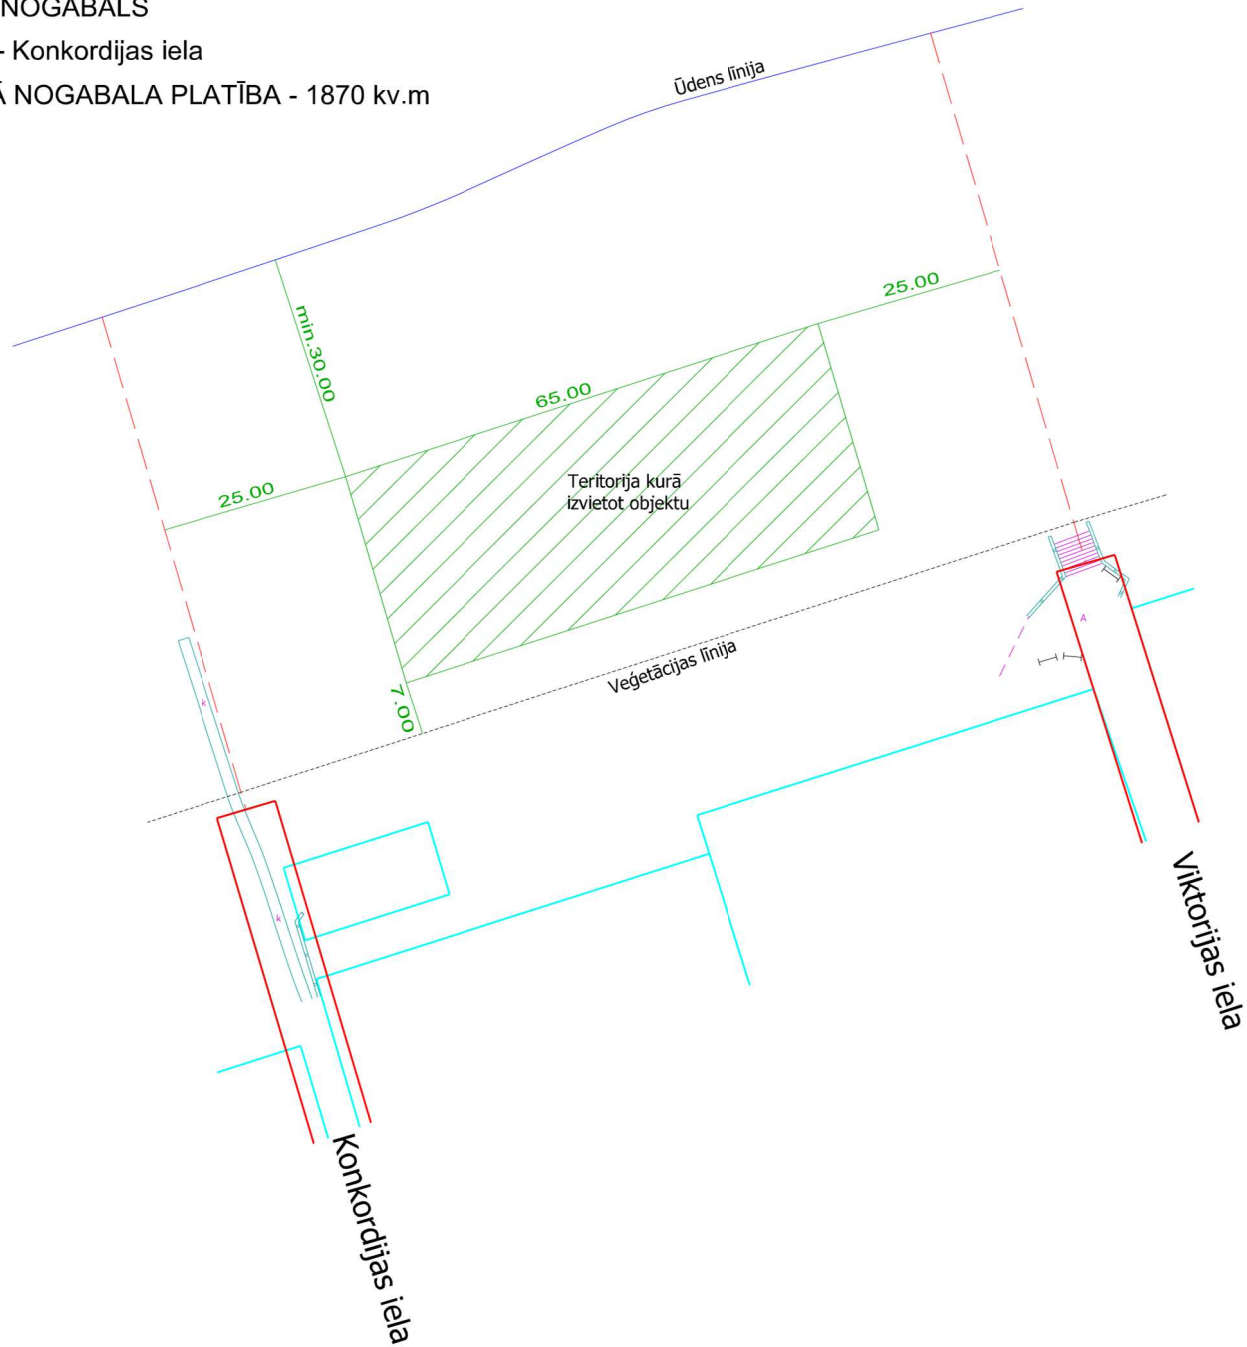 NOGABALS
- Konkordijas iela
Ā NOGABALA PLATĪBA - 1870 kv.m
Ūdens līnija
min.30.00
25.00
65.00
25.00
Teritorija kurā
izvietot objektu
7.00
Veģetācijas līnija
k
A
k
Viktorijas iela
Konkordijas iela